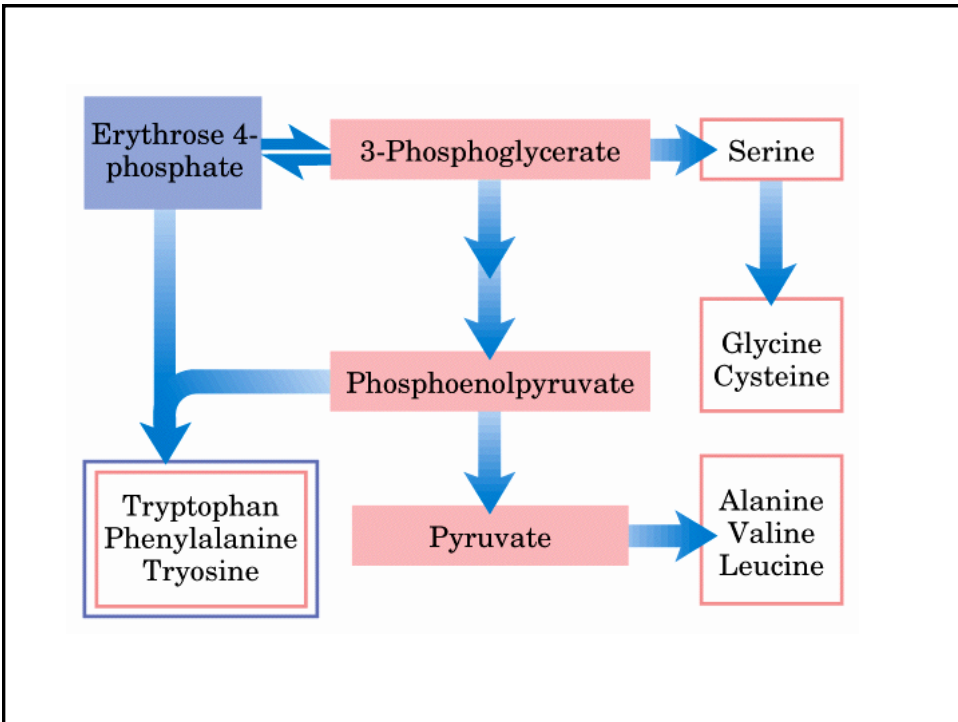 Erythrose 4-
phosphate
3-Phosphoglycerate
Serine
Glycine
Cysteine
Phosphoenolpyruvate
Tryptophan
Phenylalanine
Tryosine
Pyruvate
Alanine
Valine
Leucine